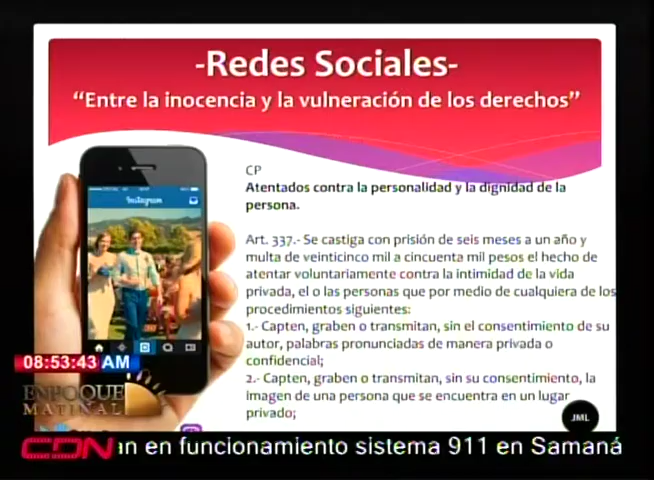 -Redes Sociales-
“Entre la inocencia y la vulneración de los derechos”
CP
Atentados contra la personalidad y la dignidad de la
persona.
Art. 337.- Se castiga con prisión de seis meses a un año y
multa de veinticinco mil a cincuenta mil pesos el hecho de
atentar voluntariamente contra la intimidad de la vida
privada, el o las personas que por medio de cualquiera de los
procedimientos siguientes:
1.- Capten, graben o transmitan, sin el consentimiento de su
autor, palabras pronunciadas de manera privada o
confidencial;
2.- Capten, graben o transmitan, sin su consentimiento, la
imagen de una persona que se encuentra en un lugar
privado;
Instagram
08:53:43 AM
ENFOQUE
MATINAL
JML
CDN an en funcionamiento sistema 911 en Samaná